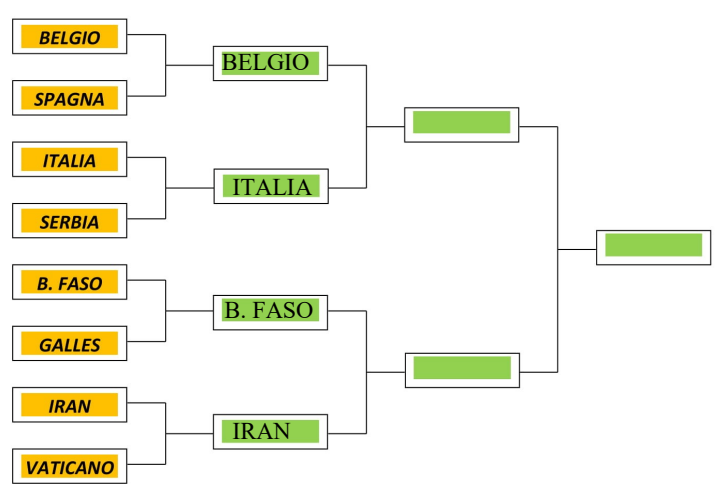 BELGIO
SPAGNA
ITALIA
SERBIA
B. FASO
GALLES
IRAN
VATICANO
BELGIO
ITALIA
B. FASO
IRAN